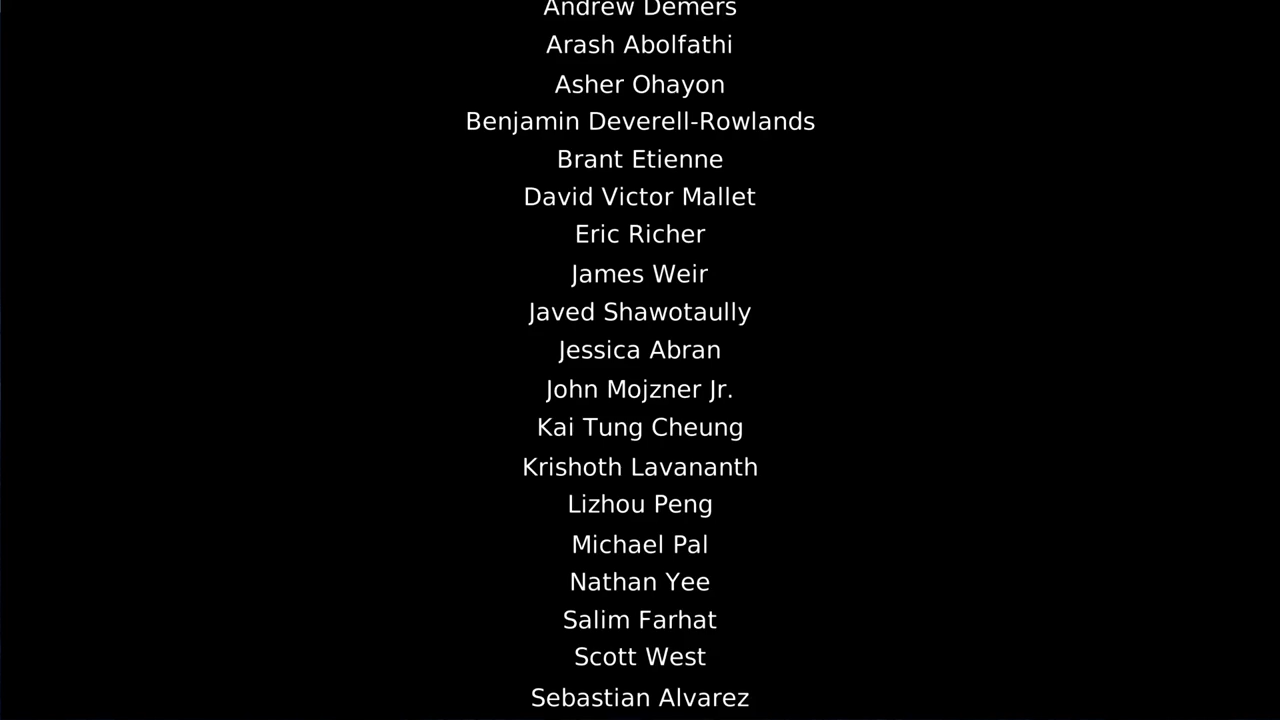 Andrew Demers
Arash Abolfathi
Asher Ohayon
Benjamin Deverell-Rowlands
Brant Etienne
David Victor Mallet
Eric Richer
James Weir
Javed Shawotaully
Jessica Abran
John Mojzner Jr.
Kai Tung Cheung
Krishoth Lavananth
Lizhou Peng
Michael Pal
Nathan Yee
Salim Farhat
Scott West
Sebastian Alvarez